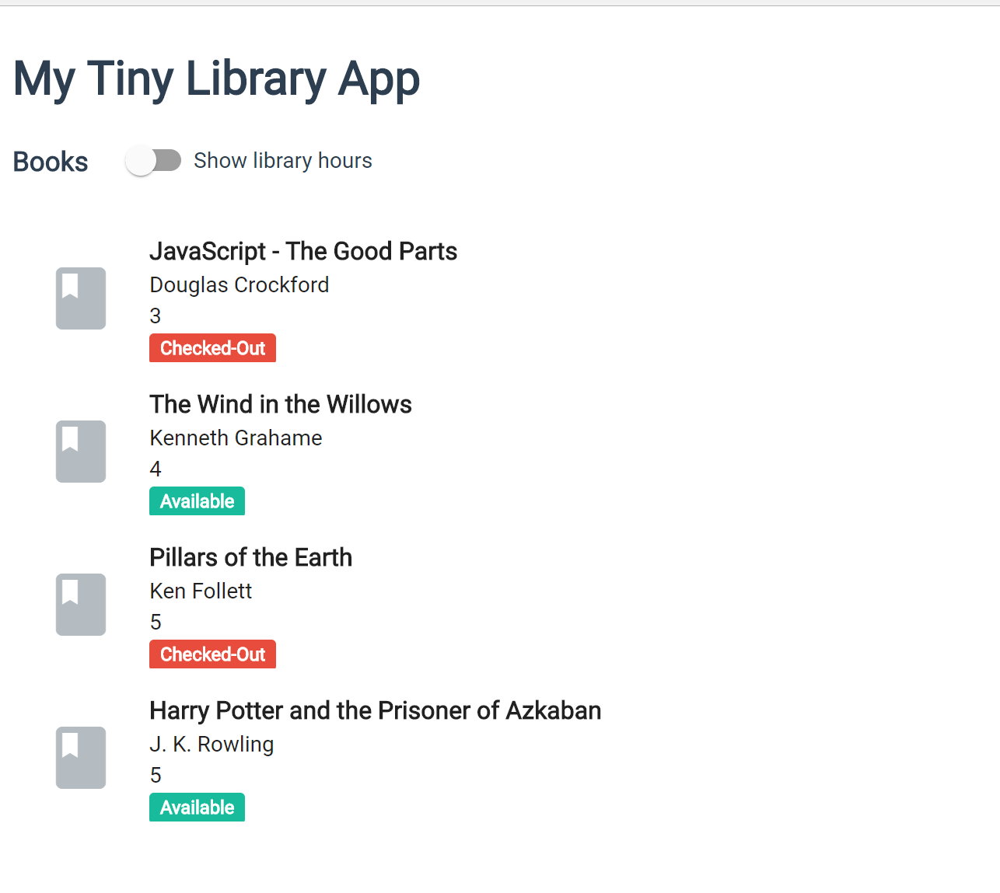 My Tiny Library App
Books Show library hours
JavaScript - The Good Parts
Douglas Crockford
3
Checked-Out
The Wind in the Willows
Kenneth Grahame
4
Available
Pillars of the Earth
Ken Follett
5
Checked-Out
Harry Potter and the Prisoner of Azkaban
J. K. Rowling
5
Available